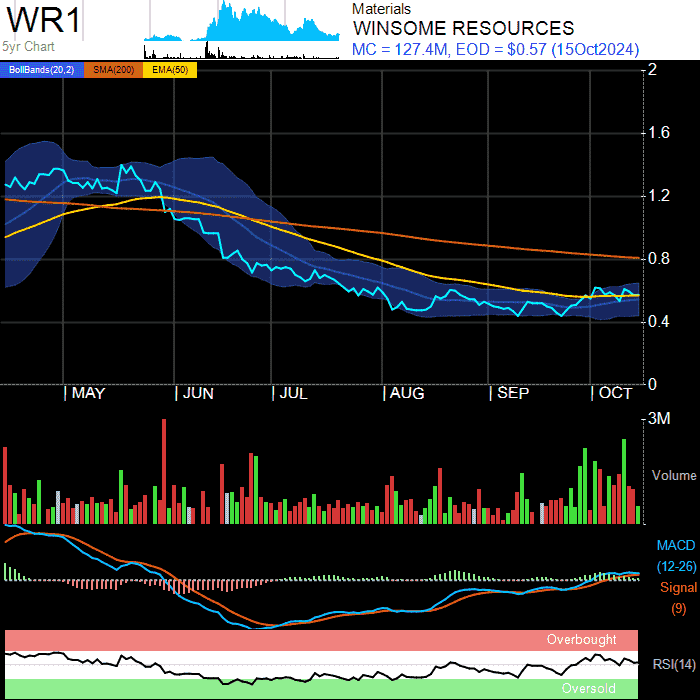 WR1
5yr Chart
Materials
WINSOME RESOURCES
MC = 127.4M, EOD = $0.57 (15Oct2024)
BollBands(20,2) SMA(200) EMA(50)
2
1.6
1.2
0.8
0.4
0
MAY JUN JUL AUG SEP OCT
3M
Volume
MACD
(12-26)
Signal
(9)
Overbought
RSI(14)
Oversold